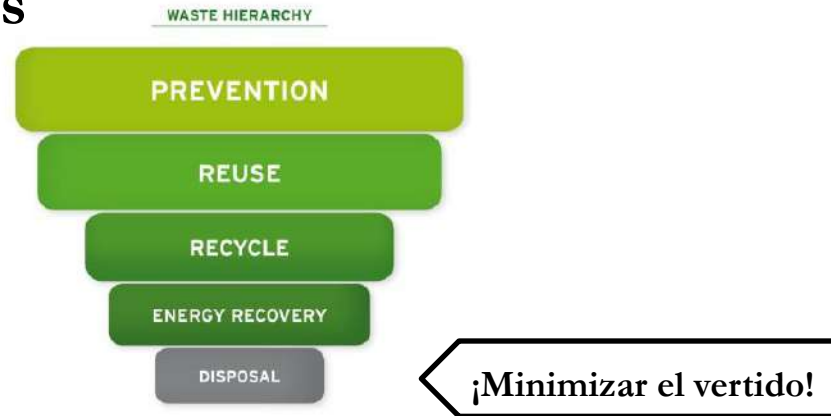 s
WASTE HIERARCHY
PREVENTION
REUSE
RECYCLE
ENERGY RECOVERY
DISPOSAL
¡Minimizar el vertido!